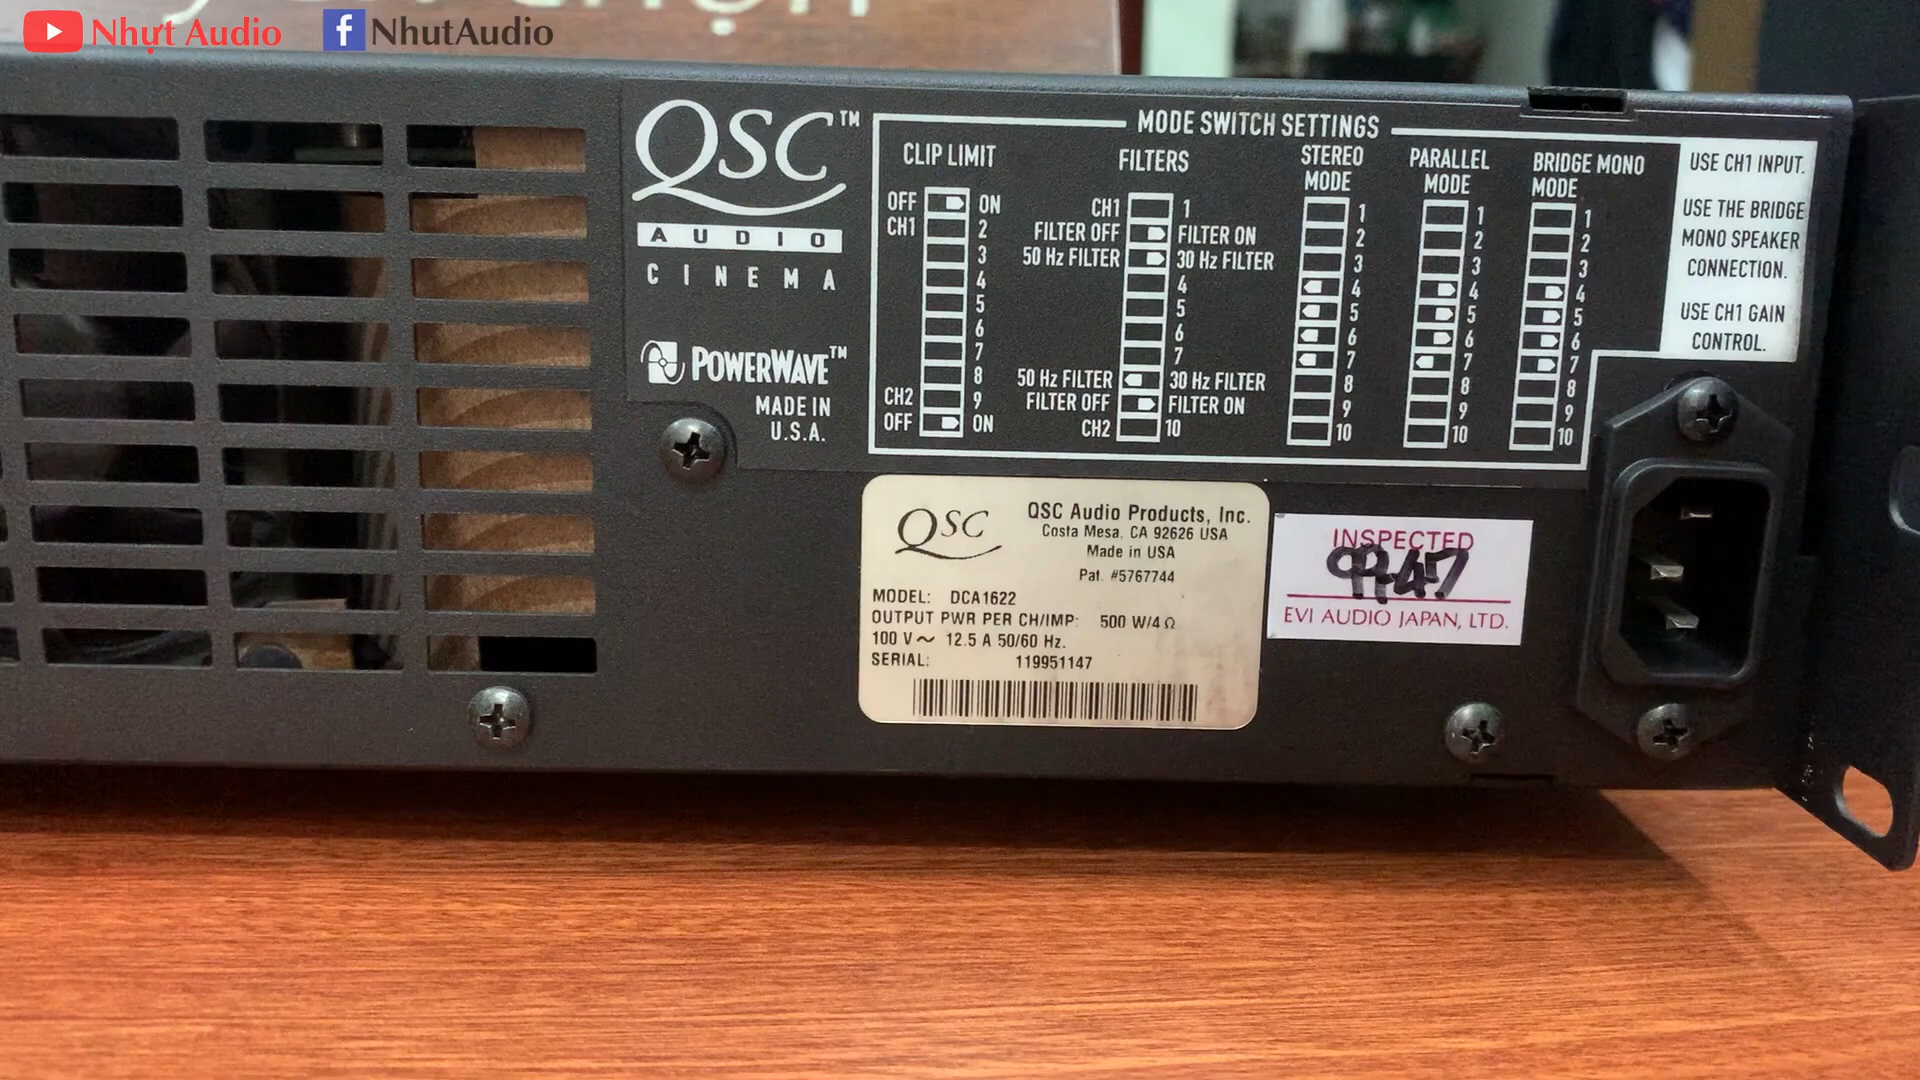 Nhựt Audio
NhutAudio
QSC™
AUDIO
CINEMA
POWERWAVE™
MADE IN
U.S.A.
MODE SWITCH SETTINGS
CLIP LIMIT
OFF ON
CH1 2
3
4
5
6
7
8
CH2 9
OFF ON
FILTERS
CH1 1
FILTER OFF FILTER ON
50 Hz FILTER 30 Hz FILTER
4
5
6
7
50 Hz FILTER 30 Hz FILTER
FILTER OFF FILTER ON
CH2 10
STEREO
MODE
1
2
3
4
5
6
7
8
9
10
PARALLEL
MODE
1
2
3
4
5
6
7
8
9
10
BRIDGE MONO
MODE
1
2
3
4
5
6
7
8
9
10
USE CH1 INPUT.
USE THE BRIDGE
MONO SPEAKER
CONNECTION.
USE CH1 GAIN
CONTROL.
QSC
QSC Audio Products, Inc.
Costa Mesa, CA 92626 USA
Made in USA
Pat. #5767744
MODEL: DCA1622
OUTPUT PWR PER CH/IMP: 500 W/4 Ω
100 V ~ 12.5 A 50/60 Hz.
SERIAL: 119951147
INSPECTED
99-47
EVI AUDIO JAPAN, LTD.